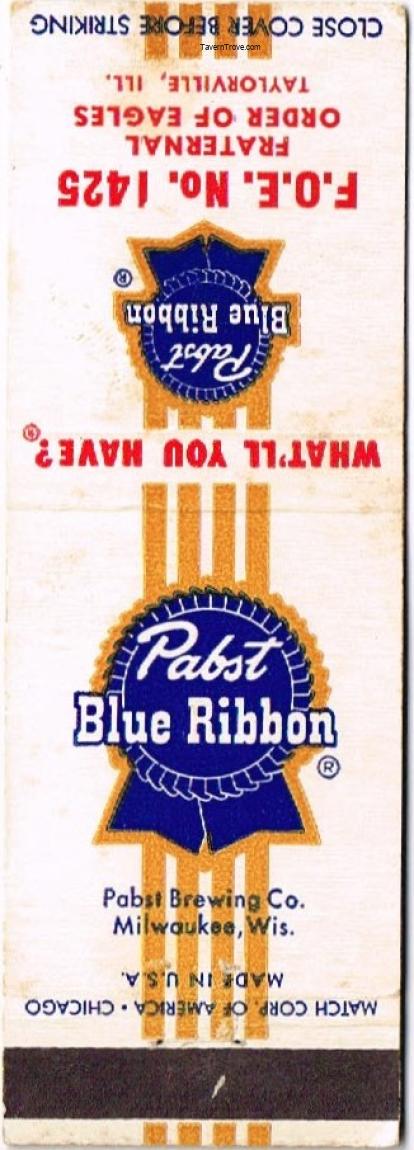 CLOSE COVER BEFORE STRIKING
TavernTrove.com
TAYLORVILLE, ILL.
ORDER OF EAGLES
FRATERNAL
F.O.E. No. 1425
®
Blue Ribbon
Pabst
WHAT'LL YOU HAVE?®
Pabst
Blue Ribbon
®
Pabst Brewing Co.
Milwaukee, Wis.
MADE IN U.S.A.
MATCH CORP. OF AMERICA • CHICAGO